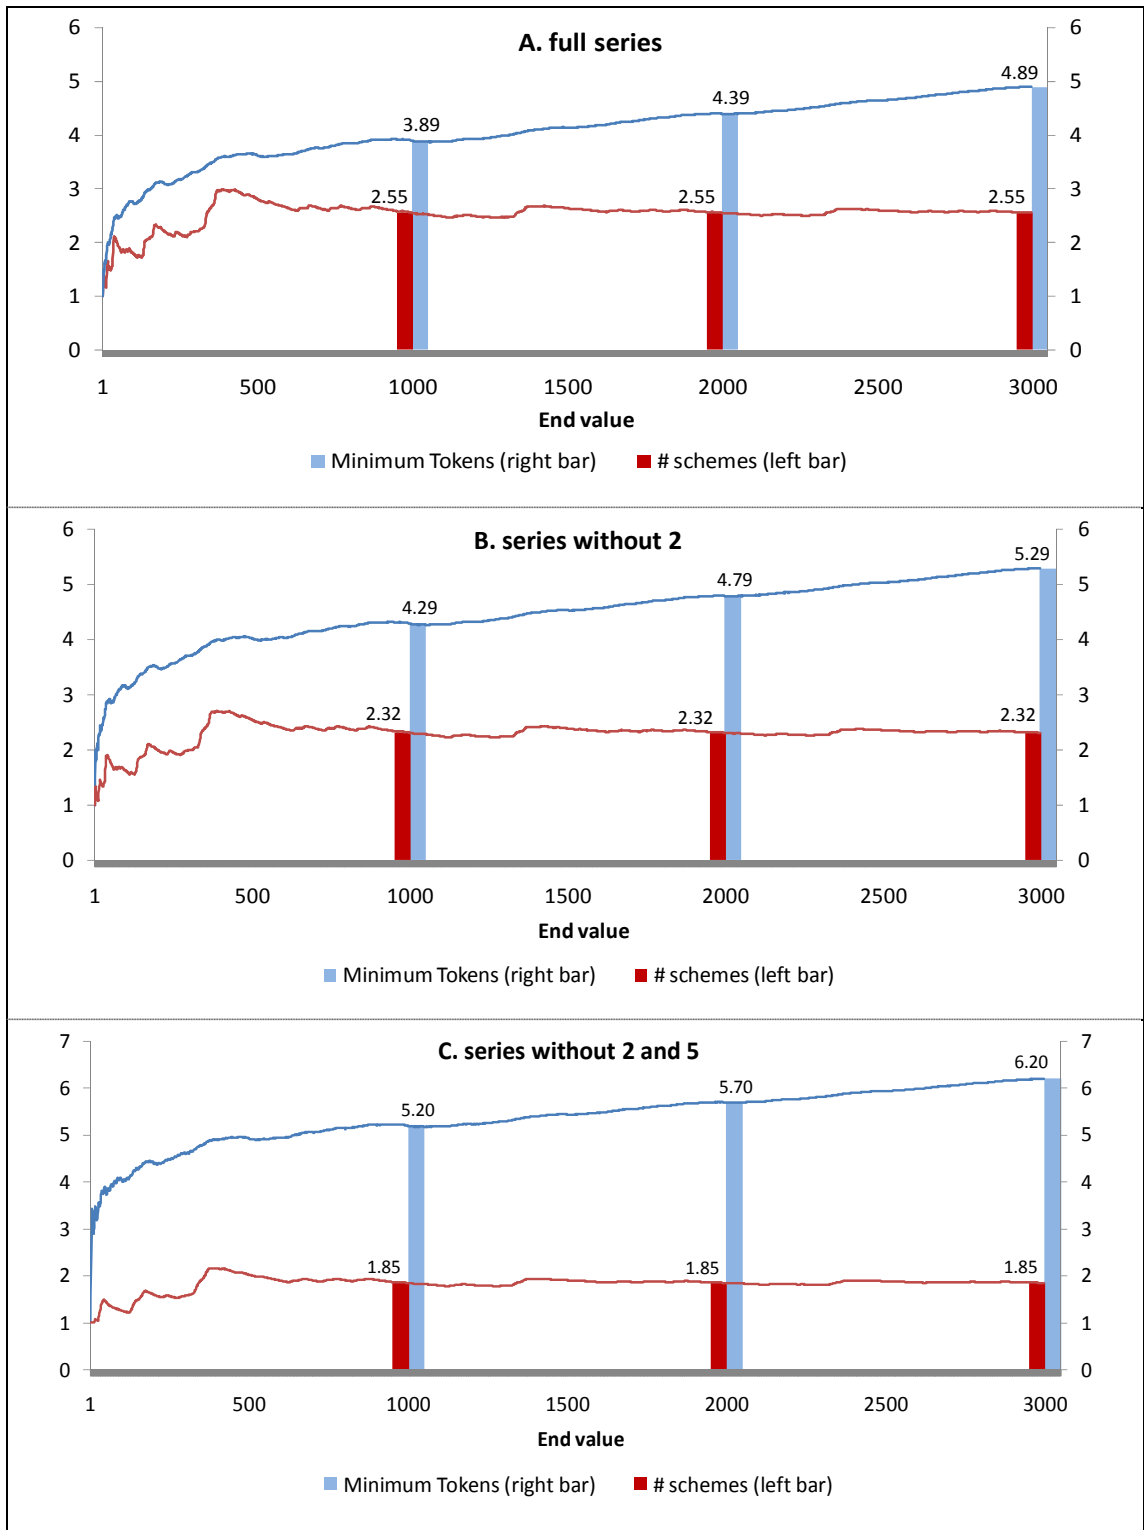 A. full series
6 6
5 5
4 4
3 3
2 2
1 1
0 0
3.89 4.39 4.89
2.55 2.55 2.55
1 500 1000 1500 2000 2500 3000
End value
Minimum Tokens (right bar) # schemes (left bar)
B. series without 2
6 6
5 5
4 4
3 3
2 2
1 1
0 0
4.29 4.79 5.29
2.32 2.32 2.32
1 500 1000 1500 2000 2500 3000
End value
Minimum Tokens (right bar) # schemes (left bar)
C. series without 2 and 5
7 7
6 6
5 5
4 4
3 3
2 2
1 1
0 0
5.20 5.70 6.20
1.85 1.85 1.85
1 500 1000 1500 2000 2500 3000
End value
Minimum Tokens (right bar) # schemes (left bar)